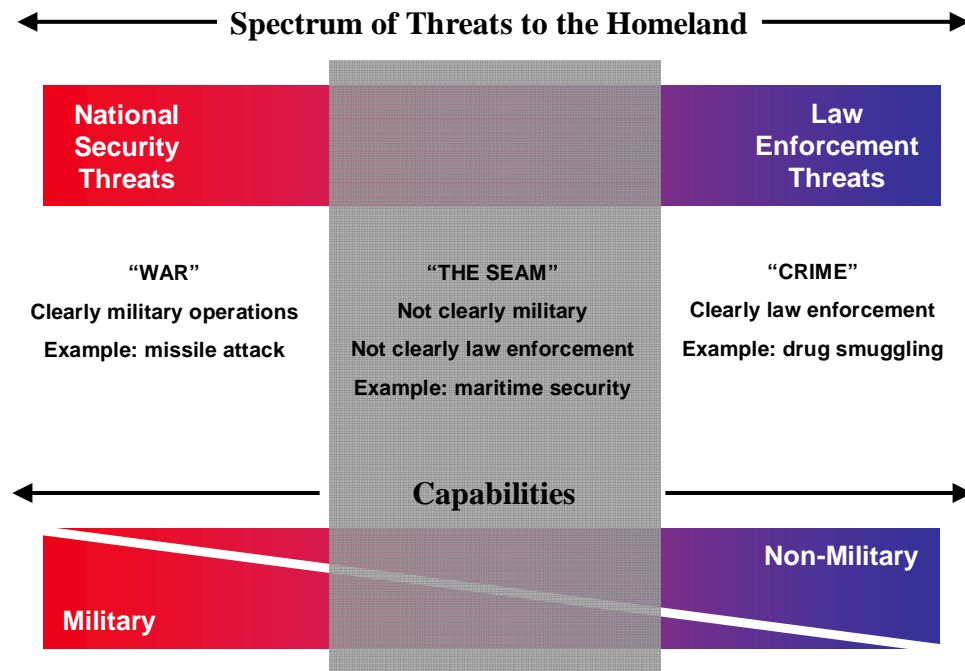 Spectrum of Threats to the Homeland
National
Security
Threats
Law
Enforcement
Threats
“WAR”
Clearly military operations
Example: missile attack
“THE SEAM”
Not clearly military
Not clearly law enforcement
Example: maritime security
“CRIME”
Clearly law enforcement
Example: drug smuggling
Capabilities
Military
Non-Military